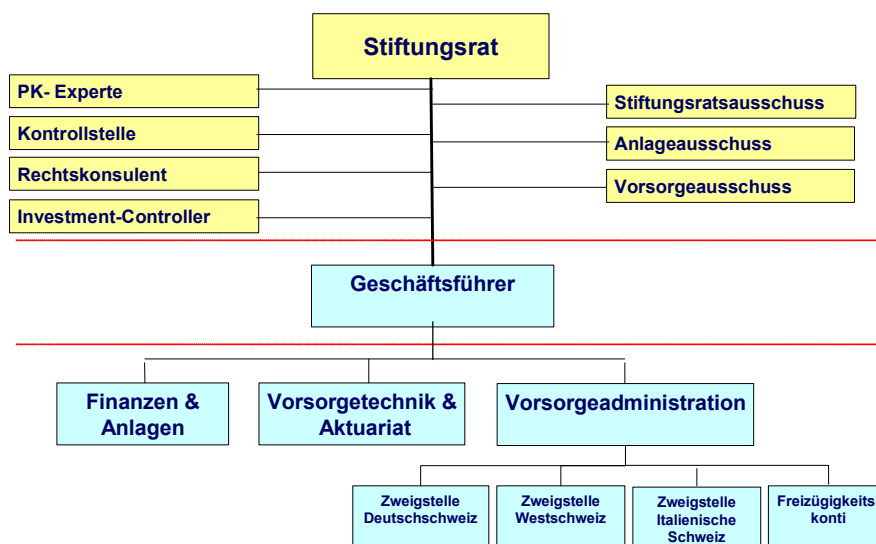 Stiftungsrat
PK- Experte
Kontrollstelle
Rechtskonsulent
Investment-Controller
Stiftungsratsausschuss
Anlageausschuss
Vorsorgeausschuss
Geschäftsführer
Finanzen &
Anlagen
Vorsorgetechnik &
Aktuariat
Vorsorgeadministration
Zweigstelle
Deutschschweiz
Zweigstelle
Westschweiz
Zweigstelle
Italienische
Schweiz
Freizügigkeits-
konti